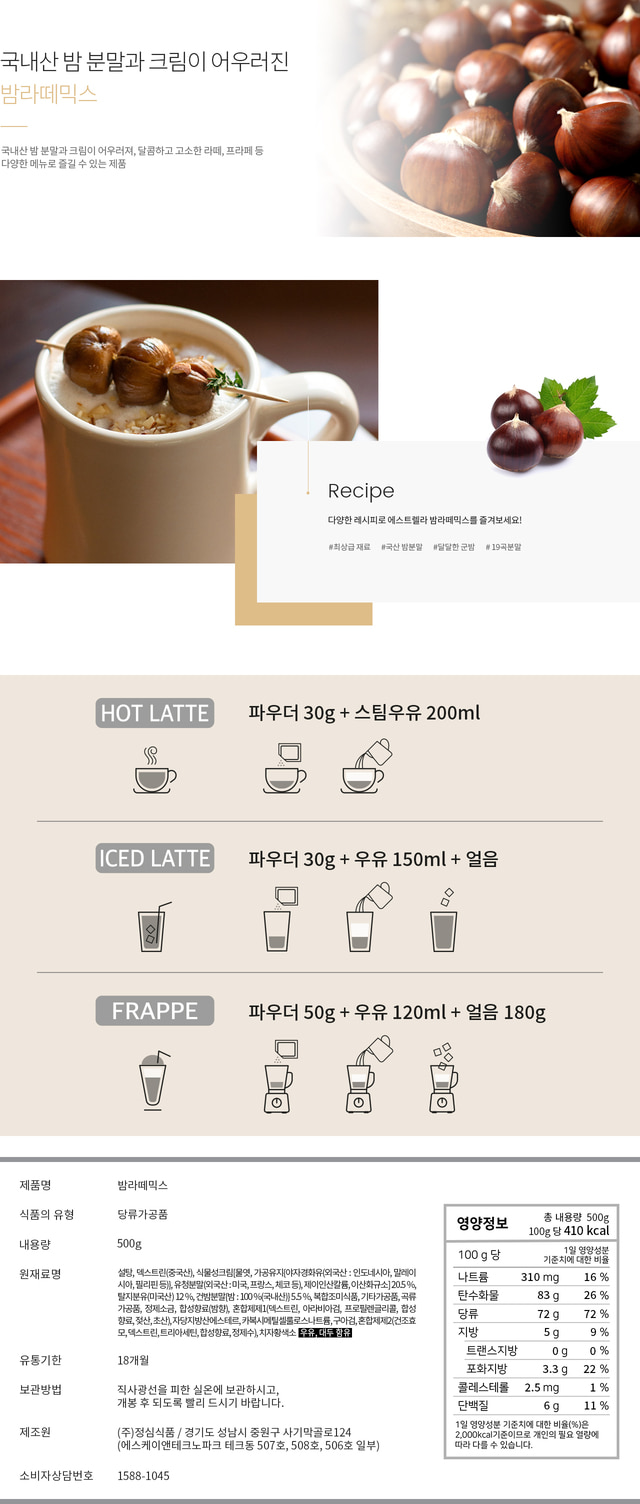 국내산 밤 분말과 크림이 어우러진
밤라떼믹스
국내산 밤 분말과 크림이 어우러져, 달콤하고 고소한 라떼, 프라페 등
다양한 메뉴로 즐길 수 있는 제품
Recipe
다양한 레시피로 에스트렐라 밤라떼믹스를 즐겨보세요!
#최상급 재료 #국산 밤분말 #달달한 군밤 # 19곡분말
HOT LATTE 파우더 30g + 스팀우유 200ml
ICED LATTE 파우더 30g + 우유 150ml + 얼음
FRAPPE 파우더 50g + 우유 120ml + 얼음 180g
제품명 밤라떼믹스
식품의 유형 당류가공품
내용량 500g
원재료명 설탕, 덱스트린(중국산), 식물성크림[물엿, 가공유지{야자경화유(외국산 : 인도네시아, 말레이
시아, 필리핀 등)}, 유청분말(외국산 : 미국, 프랑스, 체코 등), 제이인산칼륨, 이산화규소] 20.5 %,
탈지분유(미국산) 12 %, 건밤분말[밤 : 100 %(국내산)] 5.5 %, 복합조미식품, 기타가공품, 곡류
가공품, 정제소금, 합성향료(밤향), 혼합제제1(덱스트린, 아라비아검, 프로필렌글리콜, 합성
향료, 젖산, 초산), 자당지방산에스테르, 카복시메틸셀룰로스나트륨, 구아검, 혼합제제2(건조효
모, 덱스트린, 트리아세틴, 합성향료, 정제수), 치자황색소 우유, 대두 함유
유통기한 18개월
보관방법 직사광선을 피한 실온에 보관하시고,
개봉 후 되도록 빨리 드시기 바랍니다.
제조원 (주)정심식품 / 경기도 성남시 중원구 사기막골로124
(에스케이앤테크노파크 테크동 507호, 508호, 506호 일부)
소비자상담번호 1588-1045
영양정보 총 내용량 500g
100g 당 410 kcal
100 g 당 1일 영양성분
기준치에 대한 비율
나트륨 310 mg 16 %
탄수화물 83 g 26 %
당류 72 g 72 %
지방 5 g 9 %
트랜스지방 0 g 0 %
포화지방 3.3 g 22 %
콜레스테롤 2.5 mg 1 %
단백질 6 g 11 %
1일 영양성분 기준치에 대한 비율(%)은
2,000kcal기준이므로 개인의 필요 열량에
따라 다를 수 있습니다.